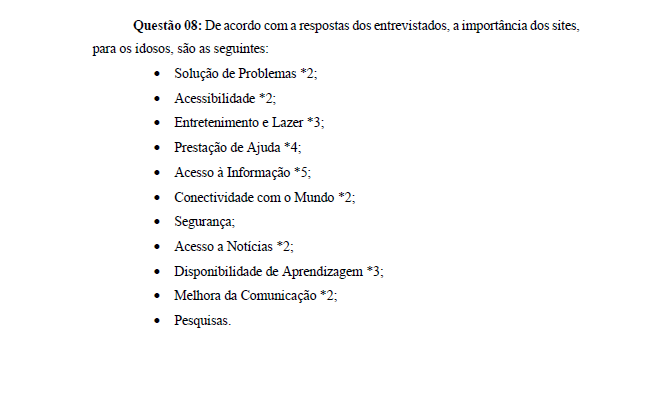 Questão 08: De acordo com a respostas dos entrevistados, a importância dos sites,
para os idosos, são as seguintes:
• Solução de Problemas *2;
• Acessibilidade *2;
• Entretenimento e Lazer *3;
• Prestação de Ajuda *4;
• Acesso à Informação *5;
• Conectividade com o Mundo *2;
• Segurança;
• Acesso a Notícias *2;
• Disponibilidade de Aprendizagem *3;
• Melhora da Comunicação *2;
• Pesquisas.